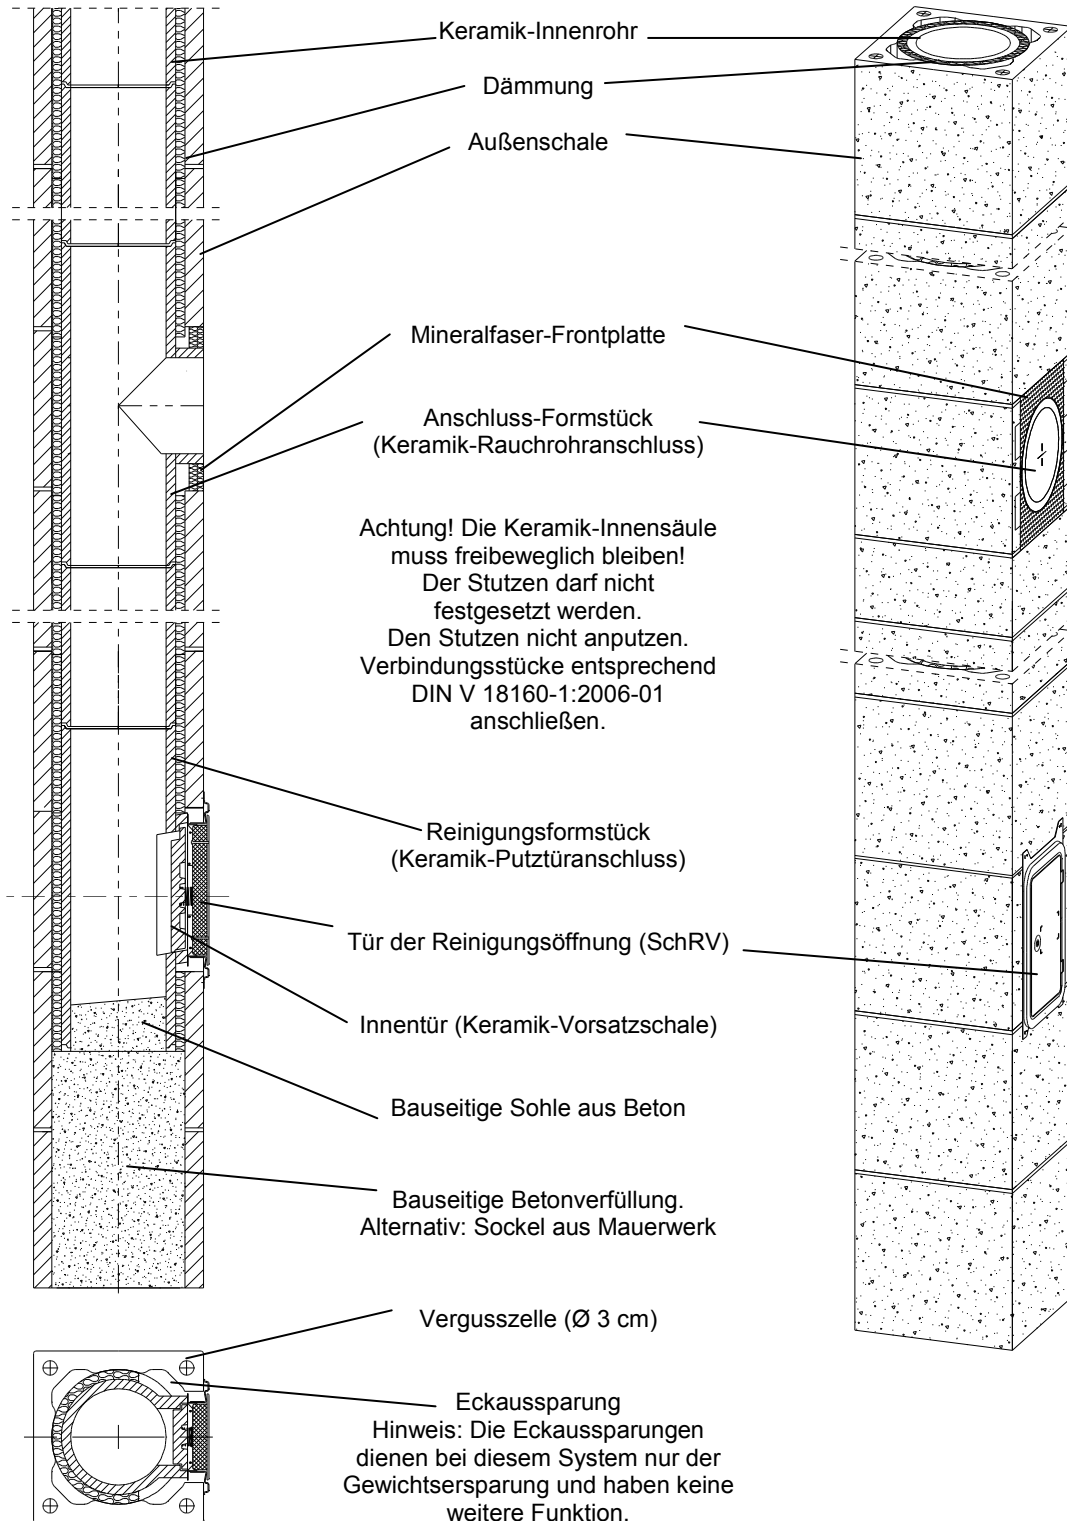 Keramik-Innenrohr
Dämmung
Außenschale
Mineralfaser-Frontplatte
Anschluss-Formstück
(Keramik-Rauchrohranschluss)
Achtung! Die Keramik-Innensäule
muss freibeweglich bleiben!
Der Stutzen darf nicht
festgesetzt werden.
Den Stutzen nicht anputzen.
Verbindungsstücke entsprechend
DIN V 18160-1:2006-01
anschließen.
Reinigungsformstück
(Keramik-Putztüranschluss)
Tür der Reinigungsöffnung (SchRV)
Innentür (Keramik-Vorsatzschale)
Bauseitige Sohle aus Beton
Bauseitige Betonverfüllung.
Alternativ: Sockel aus Mauerwerk
Vergusszelle (Ø 3 cm)
Eckaussparung
Hinweis: Die Eckaussparungen
dienen bei diesem System nur der
Gewichtsersparung und haben keine
weitere Funktion.